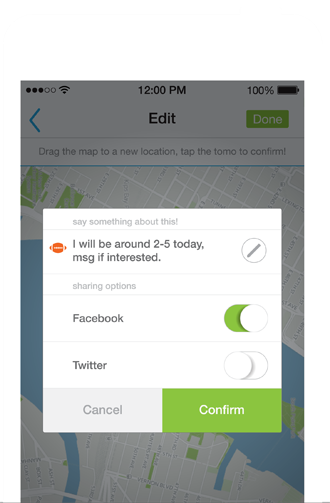 12:00 PM
100%
Edit
Done
Drag the map to a new location, tap the tomo to confirm!
say something about this!
I will be around 2-5 today,
msg if interested.
sharing options
Facebook
Twitter
Cancel
Confirm